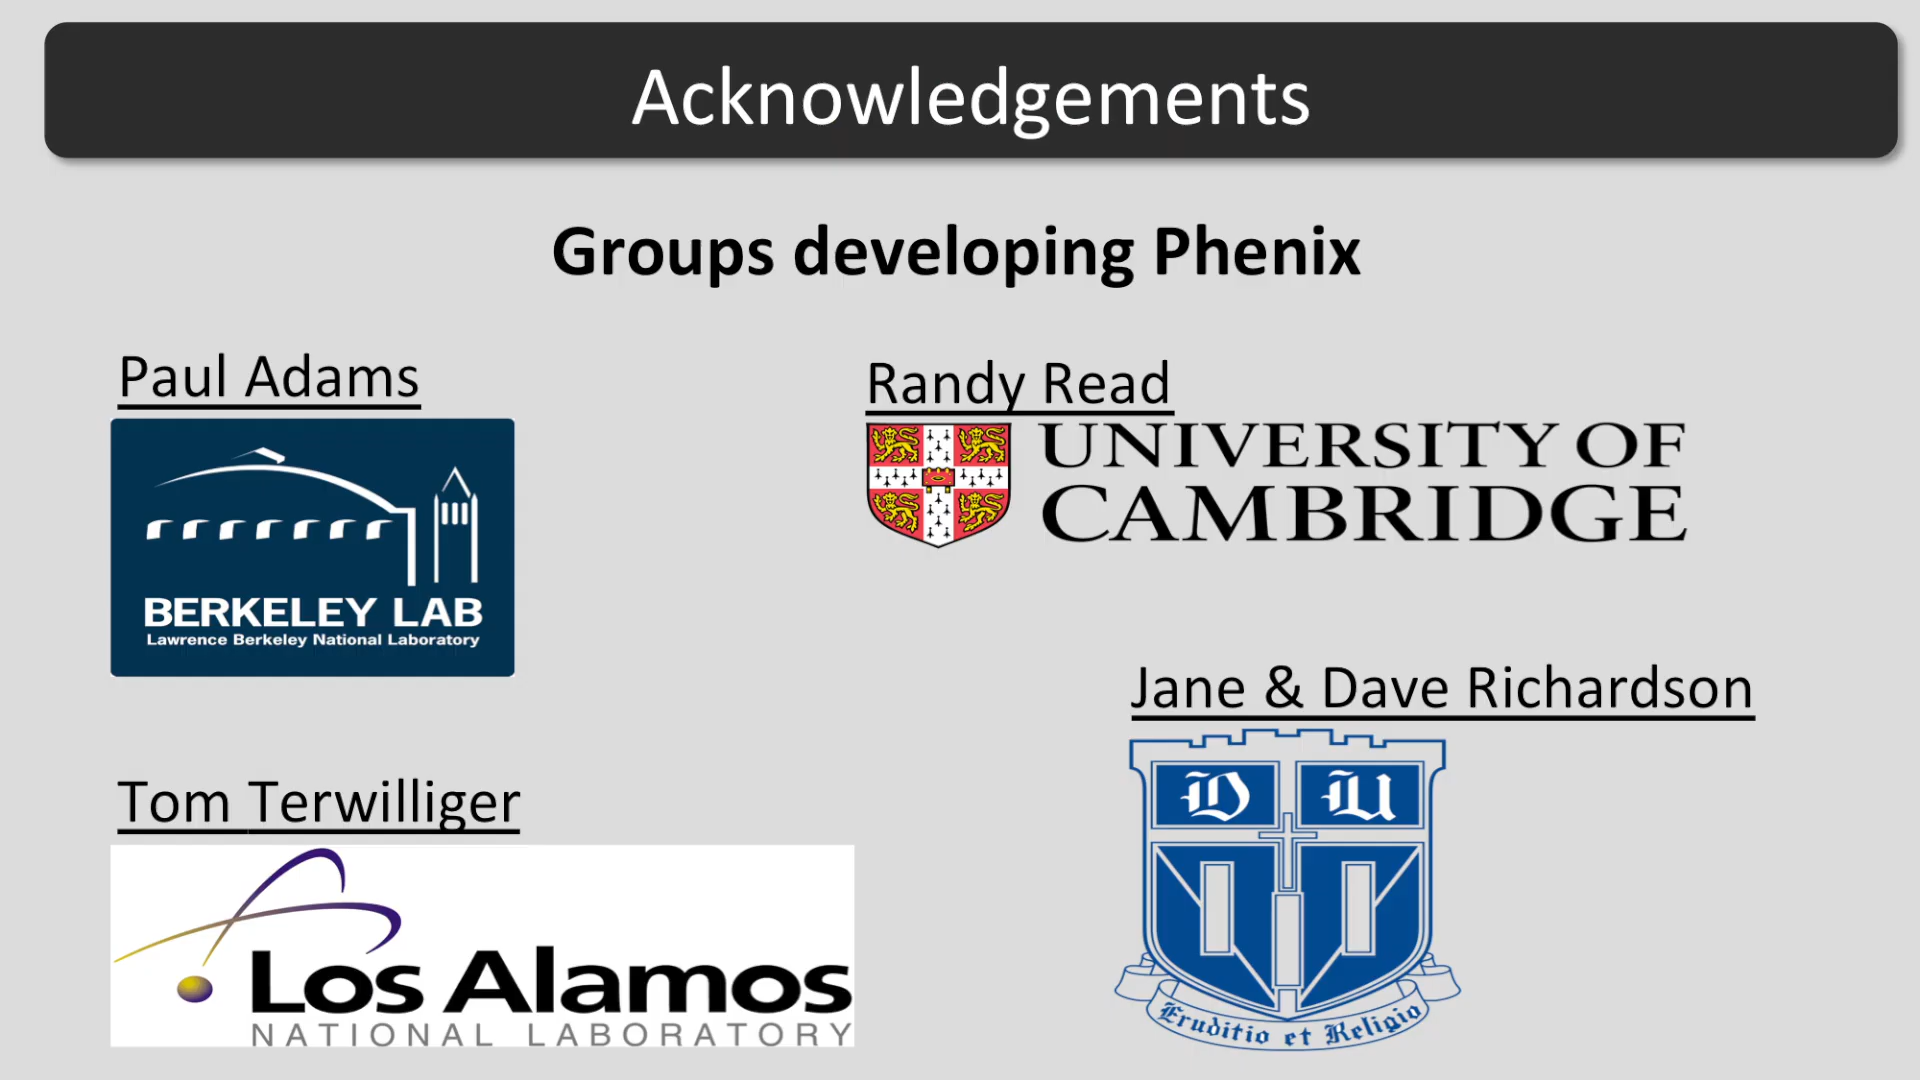 Acknowledgements
Groups developing Phenix
Paul Adams
BERKELEY LAB
Lawrence Berkeley National Laboratory
Randy Read
UNIVERSITY OF
CAMBRIDGE
Tom Terwilliger
Los Alamos
NATIONAL LABORATORY
Jane & Dave Richardson
D U
Eruditio et Religio